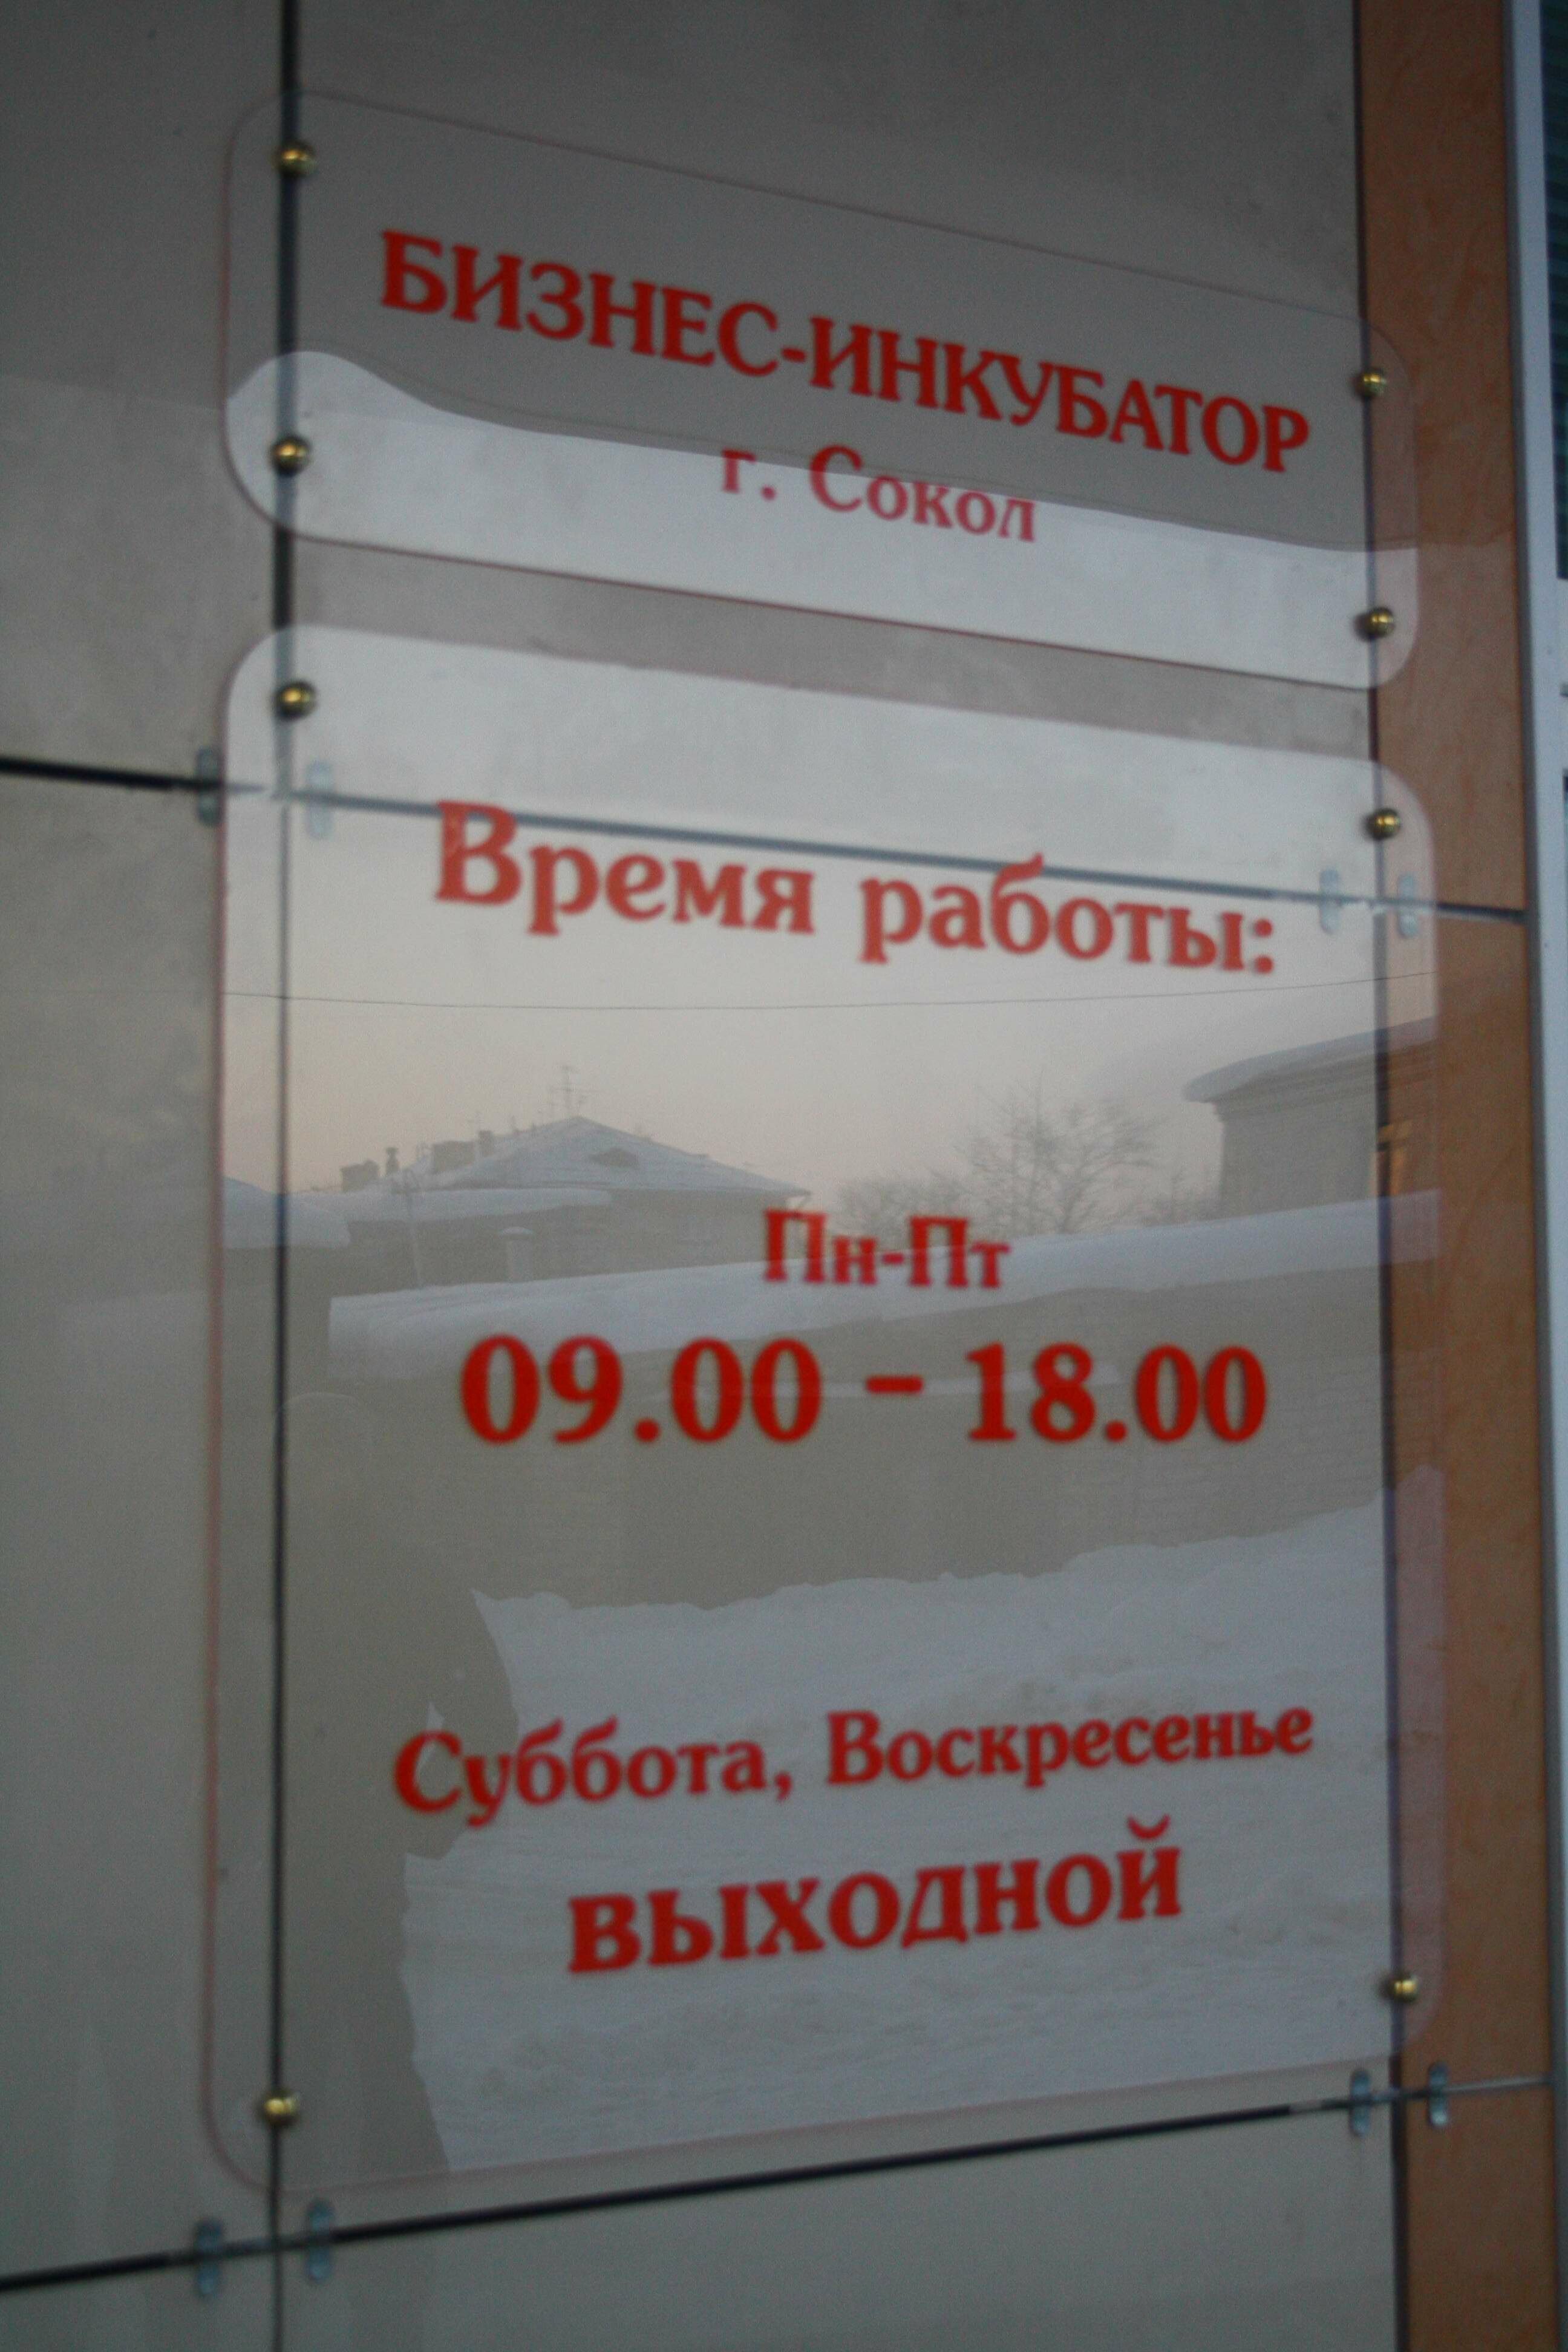 БИЗНЕС-ИНКУБАТОР
г. Сокол
Время работы:
Пн-Пт
09.00 - 18.00
Суббота, Воскресенье
ВЫХОДНОЙ